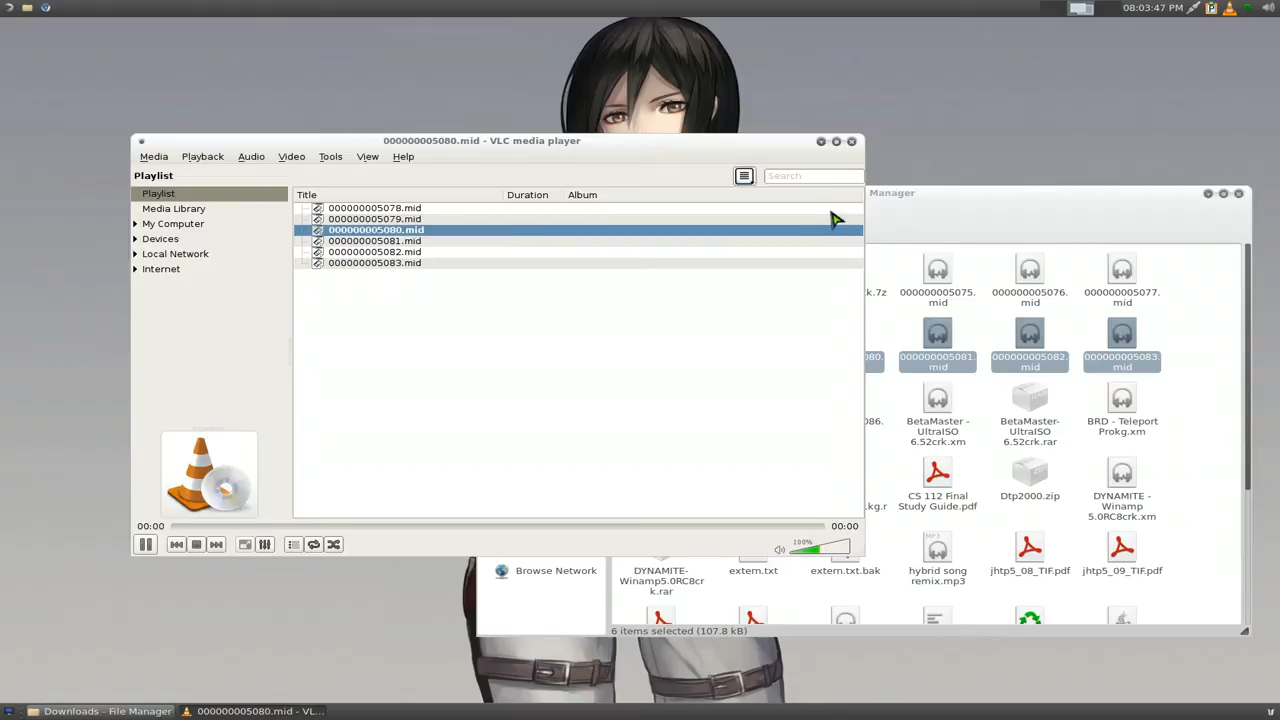 08:03:47 PM
000000005080.mid - VLC media player
Media Playback Audio Video Tools View Help
Playlist
Search
Playlist
Media Library
My Computer
Devices
Local Network
Internet
Title Duration Album
000000005078.mid
000000005079.mid
000000005080.mid
000000005081.mid
000000005082.mid
000000005083.mid
00:00 00:00
100%
Manager
k.7z
000000005075.
mid
000000005076.
mid
000000005077.
mid
080.
000000005081.
mid
000000005082.
mid
000000005083.
mid
086.
BetaMaster -
UltraISO
6.52crk.xm
BetaMaster-
UltraISO
6.52crk.rar
BRD - Teleport
Prokg.xm
.kg.r
CS 112 Final
Study Guide.pdf
Dtp2000.zip
DYNAMITE -
Winamp
5.0RC8crk.xm
Browse Network
DYNAMITE-
Winamp5.0RC8c
k.rar
extern.txt
extern.txt.bak
MP3
hybrid song
remix.mp3
jhtp5_08_TIF.pdf
jhtp5_09_TIF.pdf
6 items selected (107.8 kB)
Downloads - File Manager
000000005080.mid - VL...